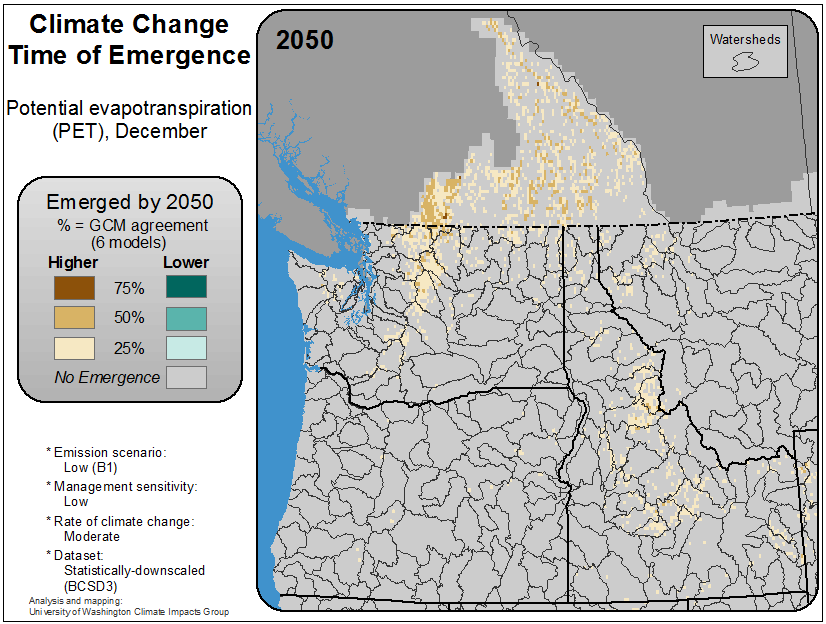 Climate Change
Time of Emergence
Potential evapotranspiration
(PET), December
Emerged by 2050
% = GCM agreement
(6 models)
Higher Lower
75%
50%
25%
No Emergence
* Emission scenario:
Low (B1)
* Management sensitivity:
Low
* Rate of climate change:
Moderate
* Dataset:
Statistically-downscaled
(BCSD3)
Analysis and mapping:
University of Washington Climate Impacts Group
2050
Watersheds